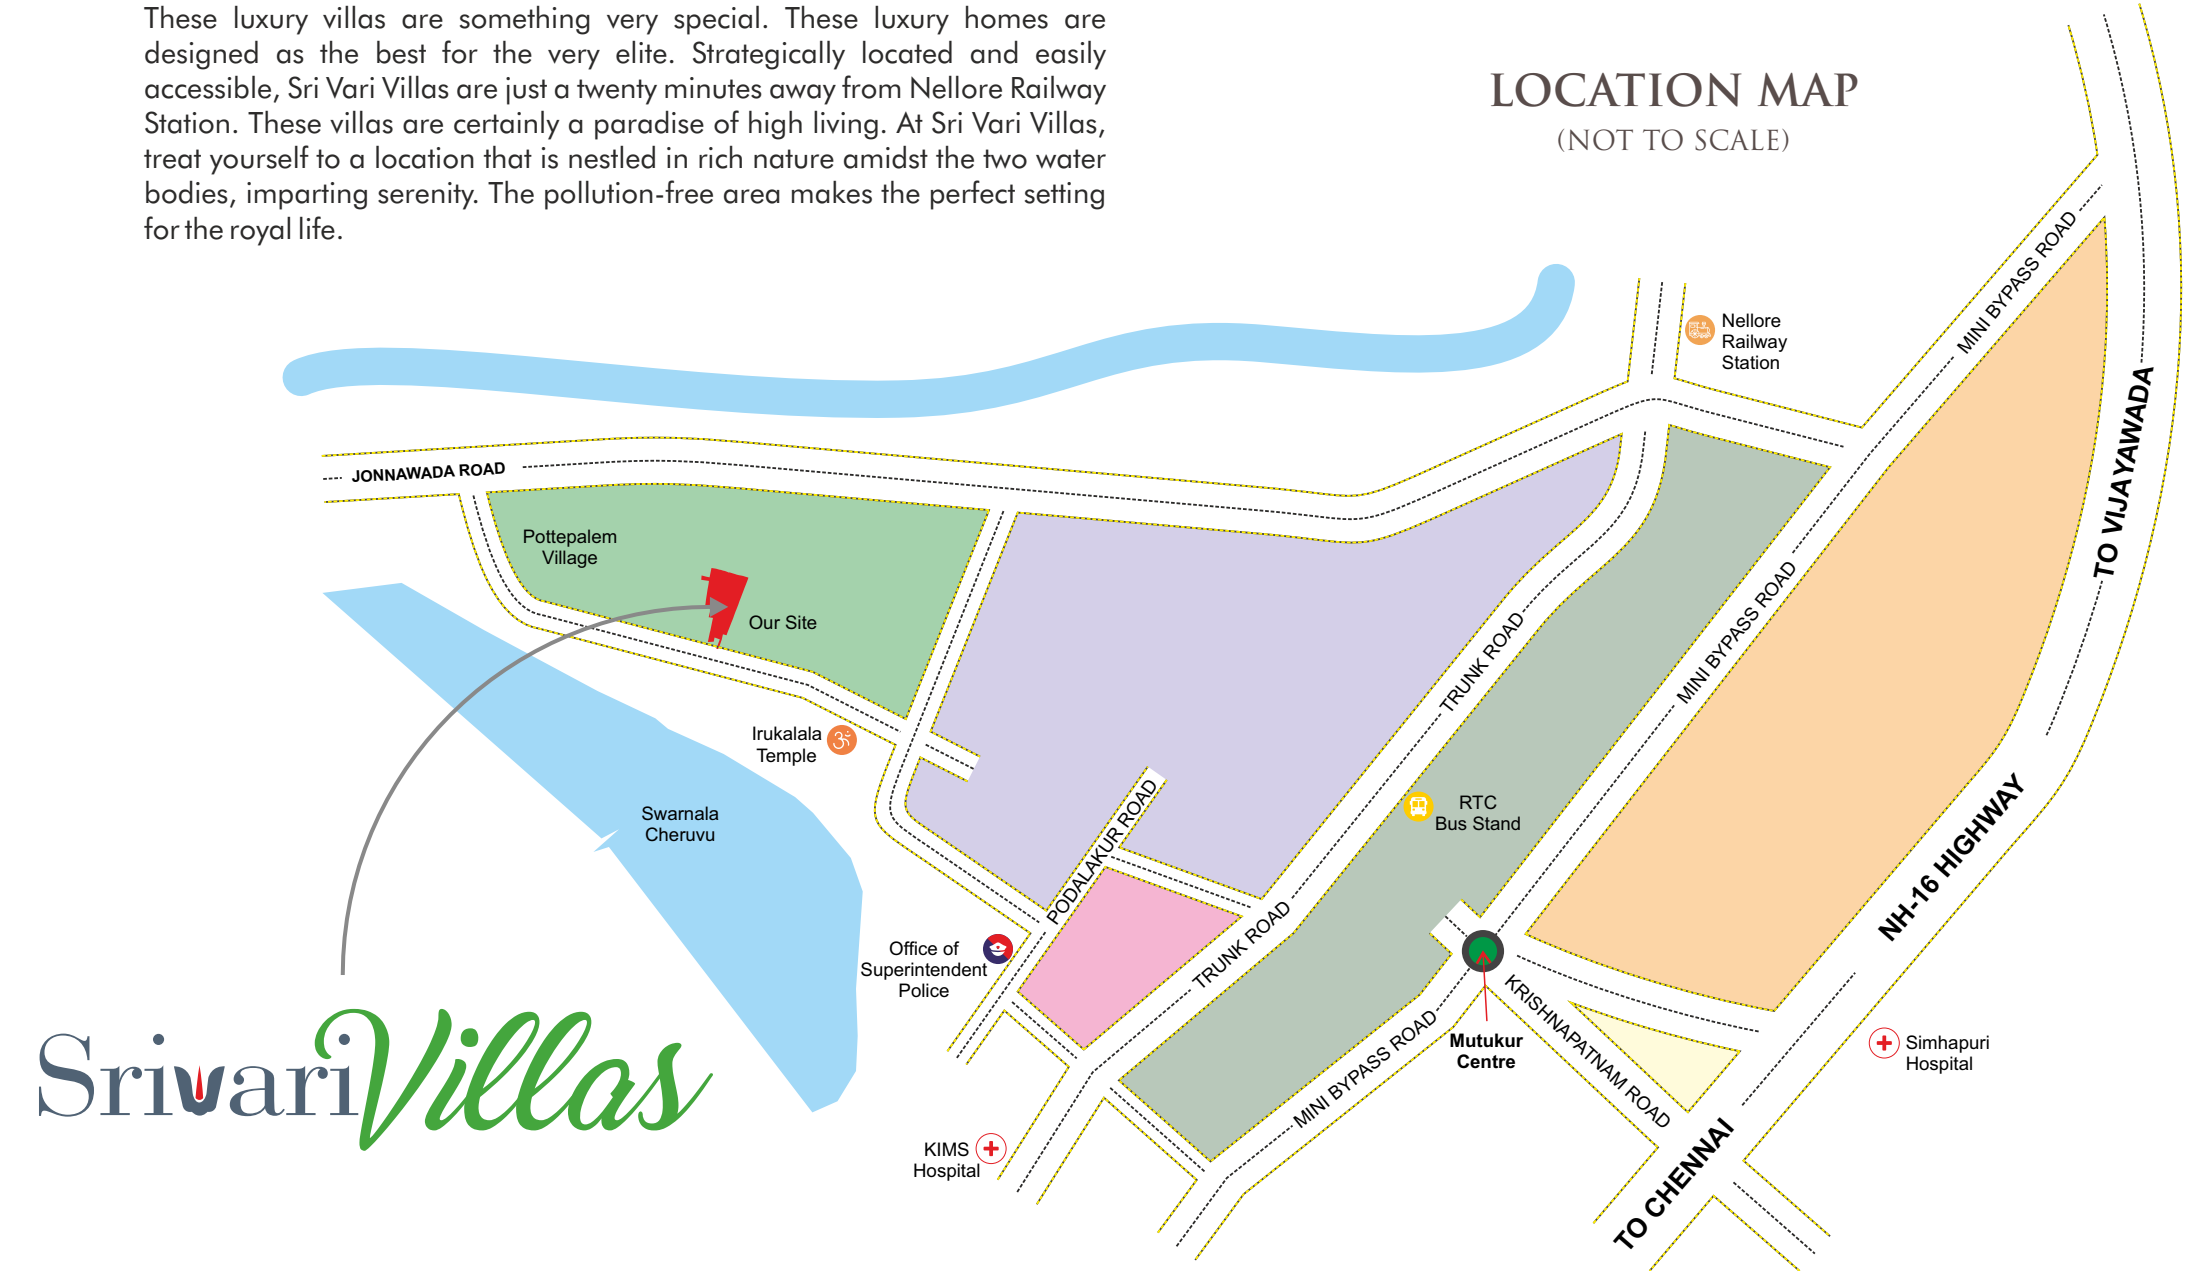 These luxury villas are something very special. These luxury homes are
designed as the best for the very elite. Strategically located and easily
accessible, Sri Vari Villas are just a twenty minutes away from Nellore Railway
Station. These villas are certainly a paradise of high living. At Sri Vari Villas,
treat yourself to a location that is nestled in rich nature amidst the two water
bodies, imparting serenity. The pollution-free area makes the perfect setting
for the royal life.
LOCATION MAP
(NOT TO SCALE)
MINI BYPASS ROAD
Nellore
Railway
Station
TO VIJAYAWADA
JONNAWADA ROAD
Pottepalem
Village
Our Site
TRUNK ROAD
MINI BYPASS ROAD
Irukalala
Temple
ॐ
Swarnala
Cheruvu
PODALAKUR ROAD
RTC
Bus Stand
NH-16 HIGHWAY
TRUNK ROAD
Office of
Superintendent
Police
KRISHNAPATNAM ROAD
MINI BYPASS ROAD
Mutukur
Centre
Simhapuri
Hospital
Srivari Villas
KIMS
Hospital
TO CHENNAI